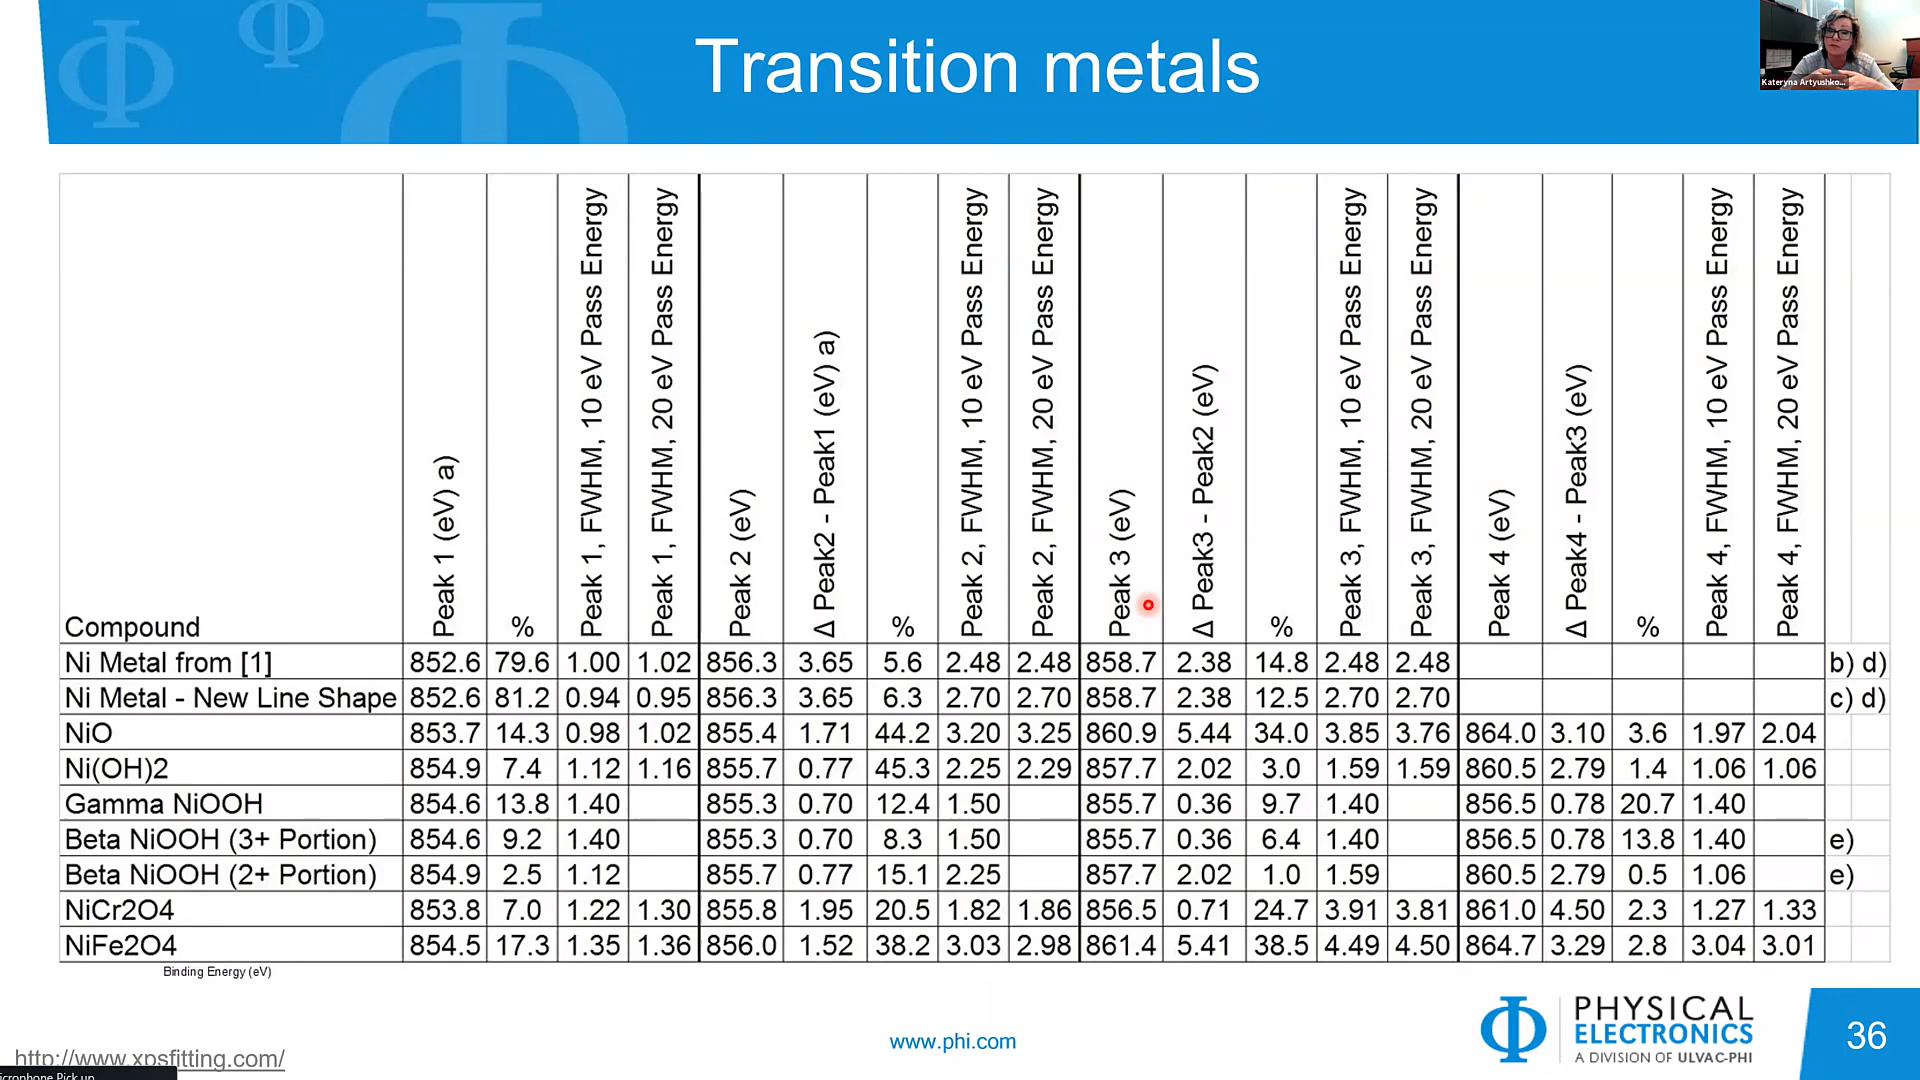 Transition metals
Kateryna Artyushko...
Compound
Peak 1 (eV) a)
%
Peak 1, FWHM, 10 eV Pass Energy
Peak 1, FWHM, 20 eV Pass Energy
Peak 2 (eV)
Δ Peak2 - Peak1 (eV) a)
%
Peak 2, FWHM, 10 eV Pass Energy
Peak 2, FWHM, 20 eV Pass Energy
Peak 3 (eV)
Δ Peak3 - Peak2 (eV)
%
Peak 3, FWHM, 10 eV Pass Energy
Peak 3, FWHM, 20 eV Pass Energy
Peak 4 (eV)
Δ Peak4 - Peak3 (eV)
%
Peak 4, FWHM, 10 eV Pass Energy
Peak 4, FWHM, 20 eV Pass Energy
Ni Metal from [1] 852.6 79.6 1.00 1.02 856.3 3.65 5.6 2.48 2.48 858.7 2.38 14.8 2.48 2.48 b) d)
Ni Metal - New Line Shape 852.6 81.2 0.94 0.95 856.3 3.65 6.3 2.70 2.70 858.7 2.38 12.5 2.70 2.70 c) d)
NiO 853.7 14.3 0.98 1.02 855.4 1.71 44.2 3.20 3.25 860.9 5.44 34.0 3.85 3.76 864.0 3.10 3.6 1.97 2.04
Ni(OH)2 854.9 7.4 1.12 1.16 855.7 0.77 45.3 2.25 2.29 857.7 2.02 3.0 1.59 1.59 860.5 2.79 1.4 1.06 1.06
Gamma NiOOH 854.6 13.8 1.40 855.3 0.70 12.4 1.50 855.7 0.36 9.7 1.40 856.5 0.78 20.7 1.40
Beta NiOOH (3+ Portion) 854.6 9.2 1.40 855.3 0.70 8.3 1.50 855.7 0.36 6.4 1.40 856.5 0.78 13.8 1.40 e)
Beta NiOOH (2+ Portion) 854.9 2.5 1.12 855.7 0.77 15.1 2.25 857.7 2.02 1.0 1.59 860.5 2.79 0.5 1.06 e)
NiCr2O4 853.8 7.0 1.22 1.30 855.8 1.95 20.5 1.82 1.86 856.5 0.71 24.7 3.91 3.81 861.0 4.50 2.3 1.27 1.33
NiFe2O4 854.5 17.3 1.35 1.36 856.0 1.52 38.2 3.03 2.98 861.4 5.41 38.5 4.49 4.50 864.7 3.29 2.8 3.04 3.01
Binding Energy (eV)
PHYSICAL
ELECTRONICS
A DIVISION OF ULVAC-PHI
www.phi.com
36
http://www.xpsfitting.com/
icrophone Pick up